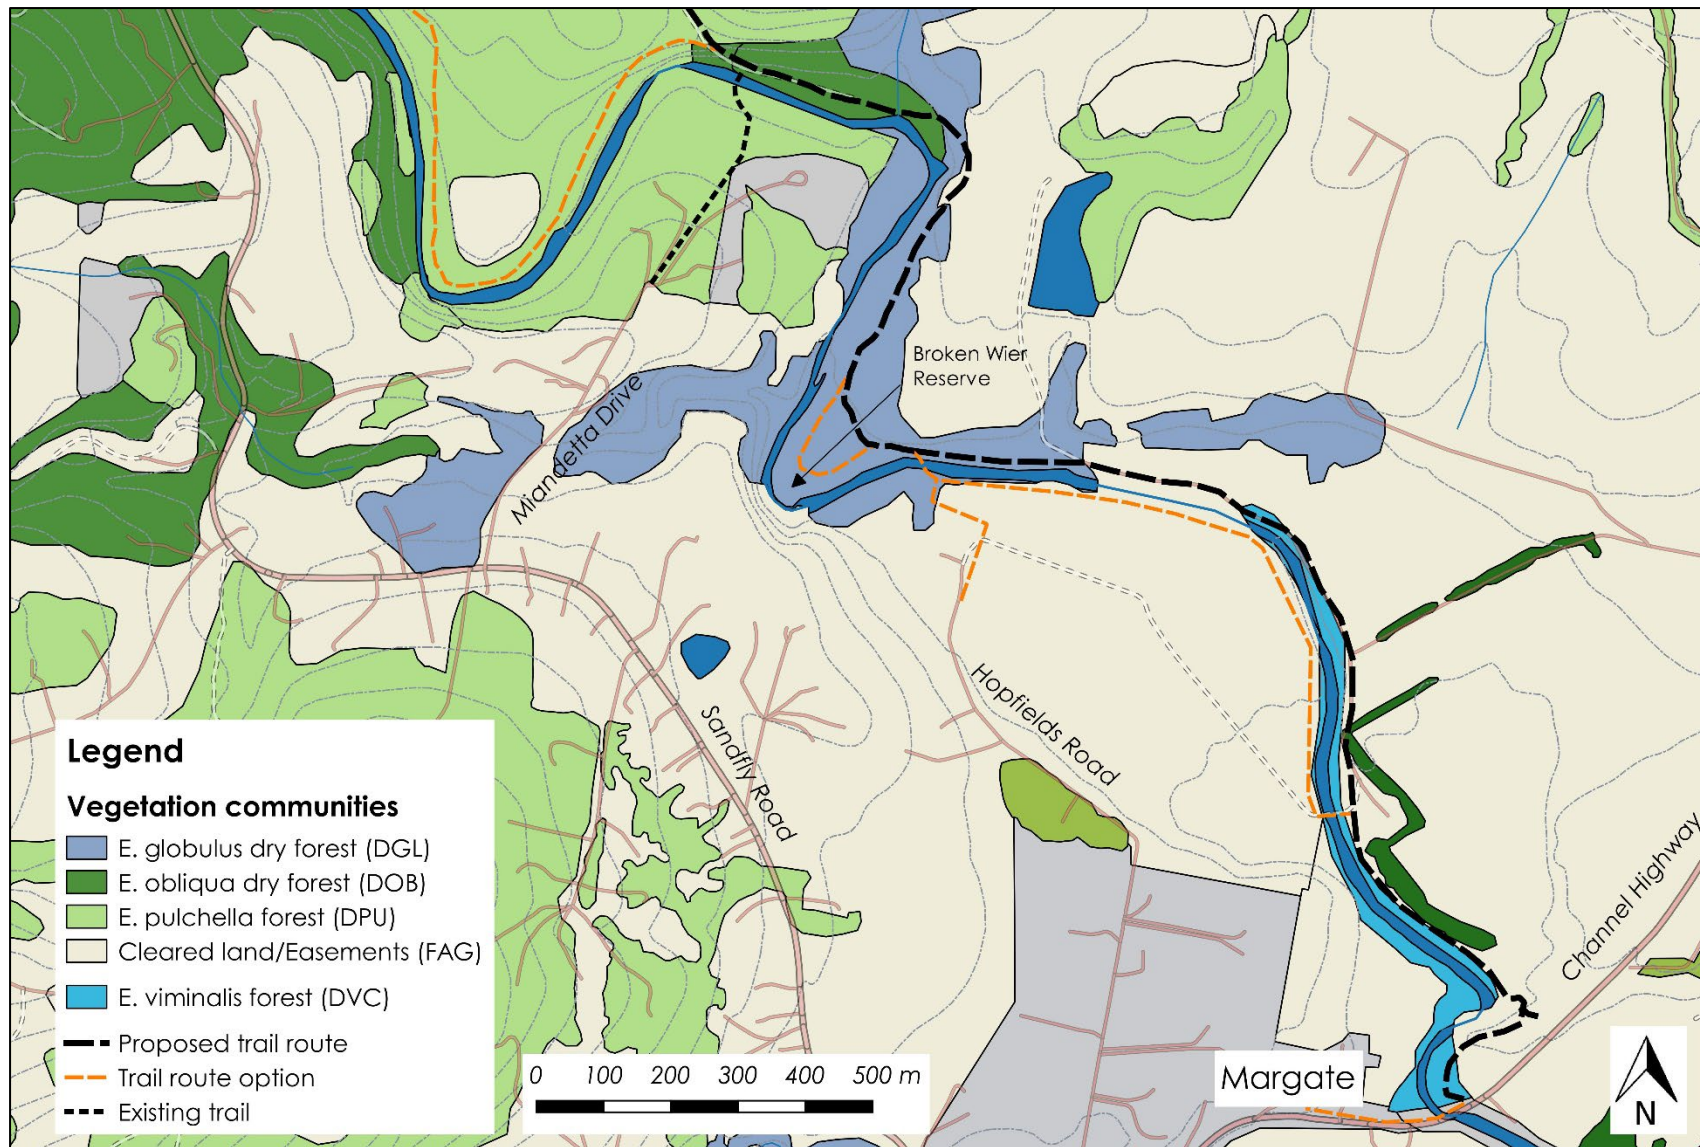 Broken Wier
Reserve
Miandetta Drive
Hopfields Road
Sandfly Road
Channel Highway
Legend
Vegetation communities
E. globulus dry forest (DGL)
E. obliqua dry forest (DOB)
E. pulchella forest (DPU)
Cleared land/Easements (FAG)
E. viminalis forest (DVC)
Proposed trail route
Trail route option
Existing trail
0 100 200 300 400 500 m
Margate
N